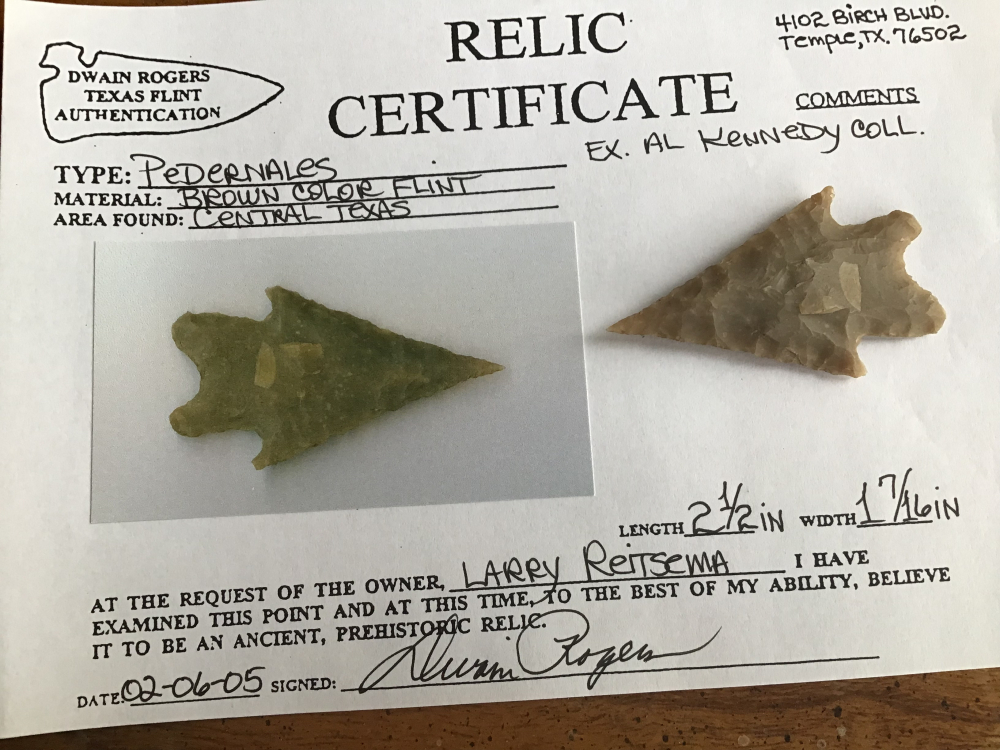 DWAIN ROGERS
TEXAS FLINT
AUTHENTICATION
RELIC
CERTIFICATE
4102 BIRCH BLVD.
Temple, TX. 76502
COMMENTS
EX. AL KENNEDY COLL.
TYPE: PEDERNALES
MATERIAL: BROWN COLOR FLINT
AREA FOUND: CENTRAL TEXAS
LENGTH 2 1/2 IN WIDTH 1 7/16 IN
AT THE REQUEST OF THE OWNER, LARRY REITSEMA I HAVE
EXAMINED THIS POINT AND AT THIS TIME, TO THE BEST OF MY ABILITY, BELIEVE
IT TO BE AN ANCIENT, PREHISTORIC RELIC.
DATE: 02-06-05 SIGNED: Dwain Rogers